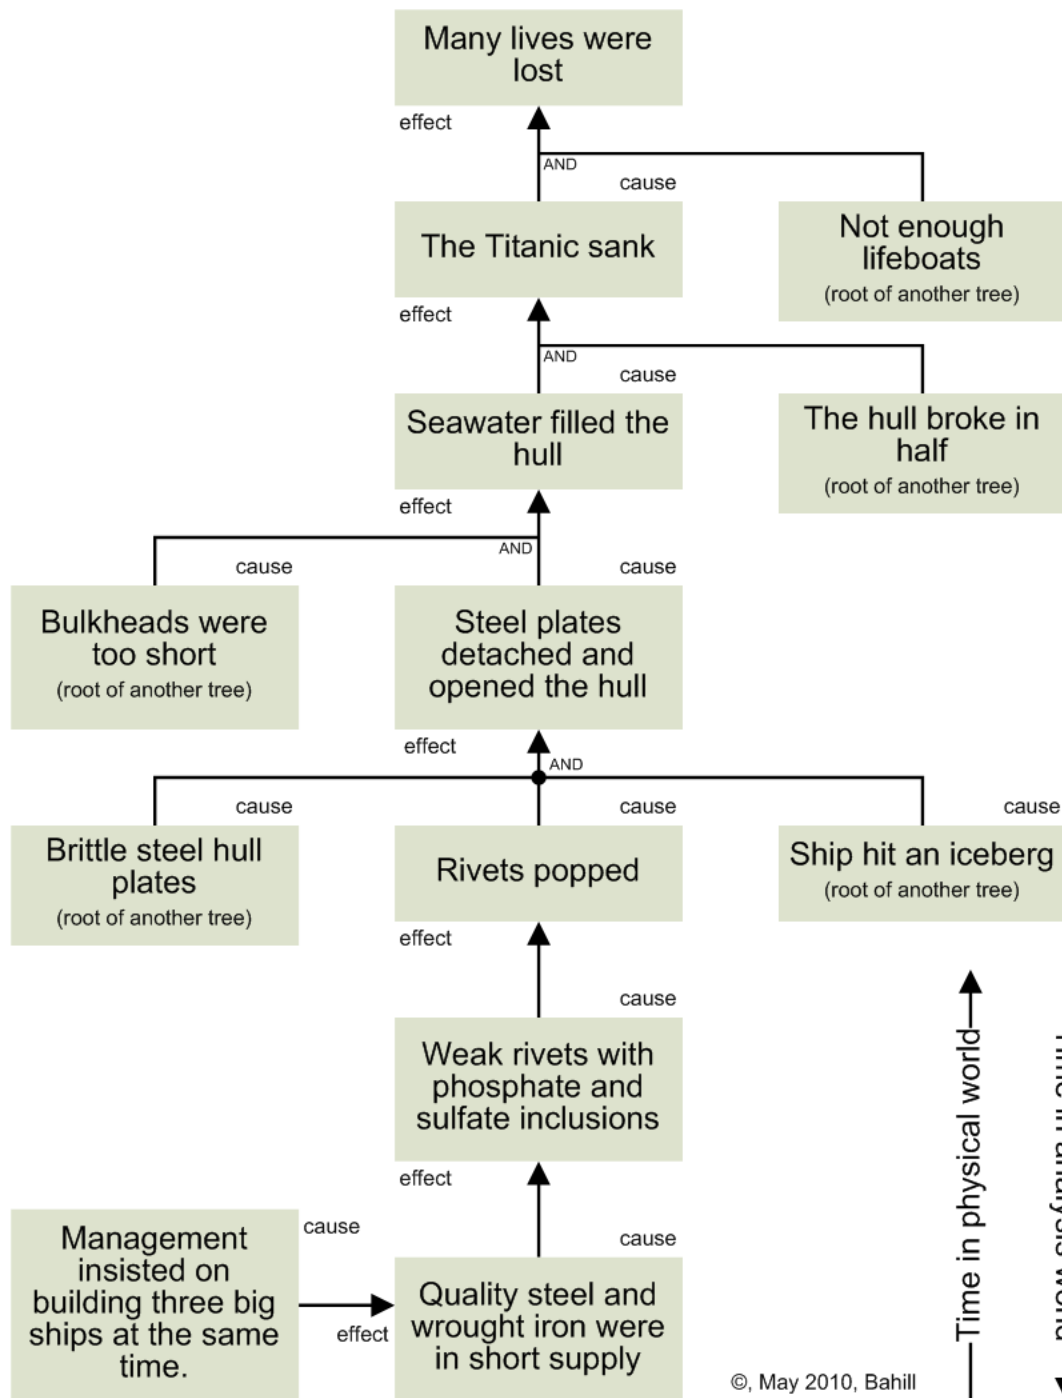 Many lives were
lost
effect
AND
cause
The Titanic sank
Not enough
lifeboats
(root of another tree)
effect
AND
cause
Seawater filled the
hull
The hull broke in
half
(root of another tree)
effect
AND
cause
cause
Bulkheads were
too short
(root of another tree)
Steel plates
detached and
opened the hull
effect
AND
cause
cause
cause
Brittle steel hull
plates
(root of another tree)
Rivets popped
Ship hit an iceberg
(root of another tree)
effect
cause
Weak rivets with
phosphate and
sulfate inclusions
effect
cause
Management
insisted on
building three big
ships at the same
time.
cause
effect
Quality steel and
wrought iron were
in short supply
Time in physical world
©, May 2010, Bahill